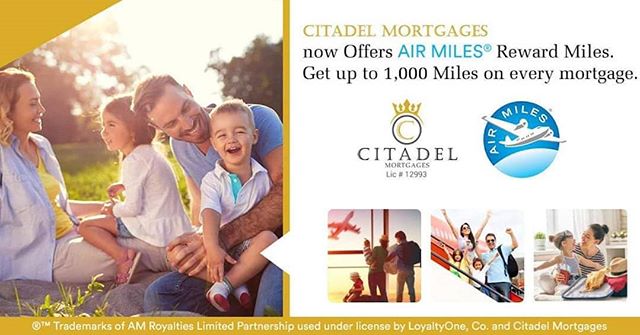 CITADEL MORTGAGES
now Offers AIR MILES® Reward Miles.
Get up to 1,000 Miles on every mortgage.
C
CITADEL
MORTGAGES
Lic # 12993
AIR MILES®
®™ Trademarks of AM Royalties Limited Partnership used under license by LoyaltyOne, Co. and Citadel Mortgages